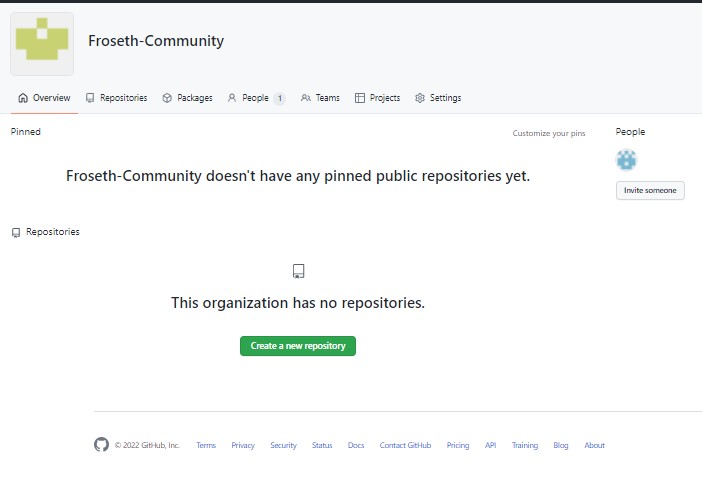 Froseth-Community
Overview Repositories Packages People 1 Teams Projects Settings
Pinned Customize your pins People
Froseth-Community doesn't have any pinned public repositories yet.
Invite someone
Repositories
This organization has no repositories.
Create a new repository
© 2022 GitHub, Inc. Terms Privacy Security Status Docs Contact GitHub Pricing API Training Blog About